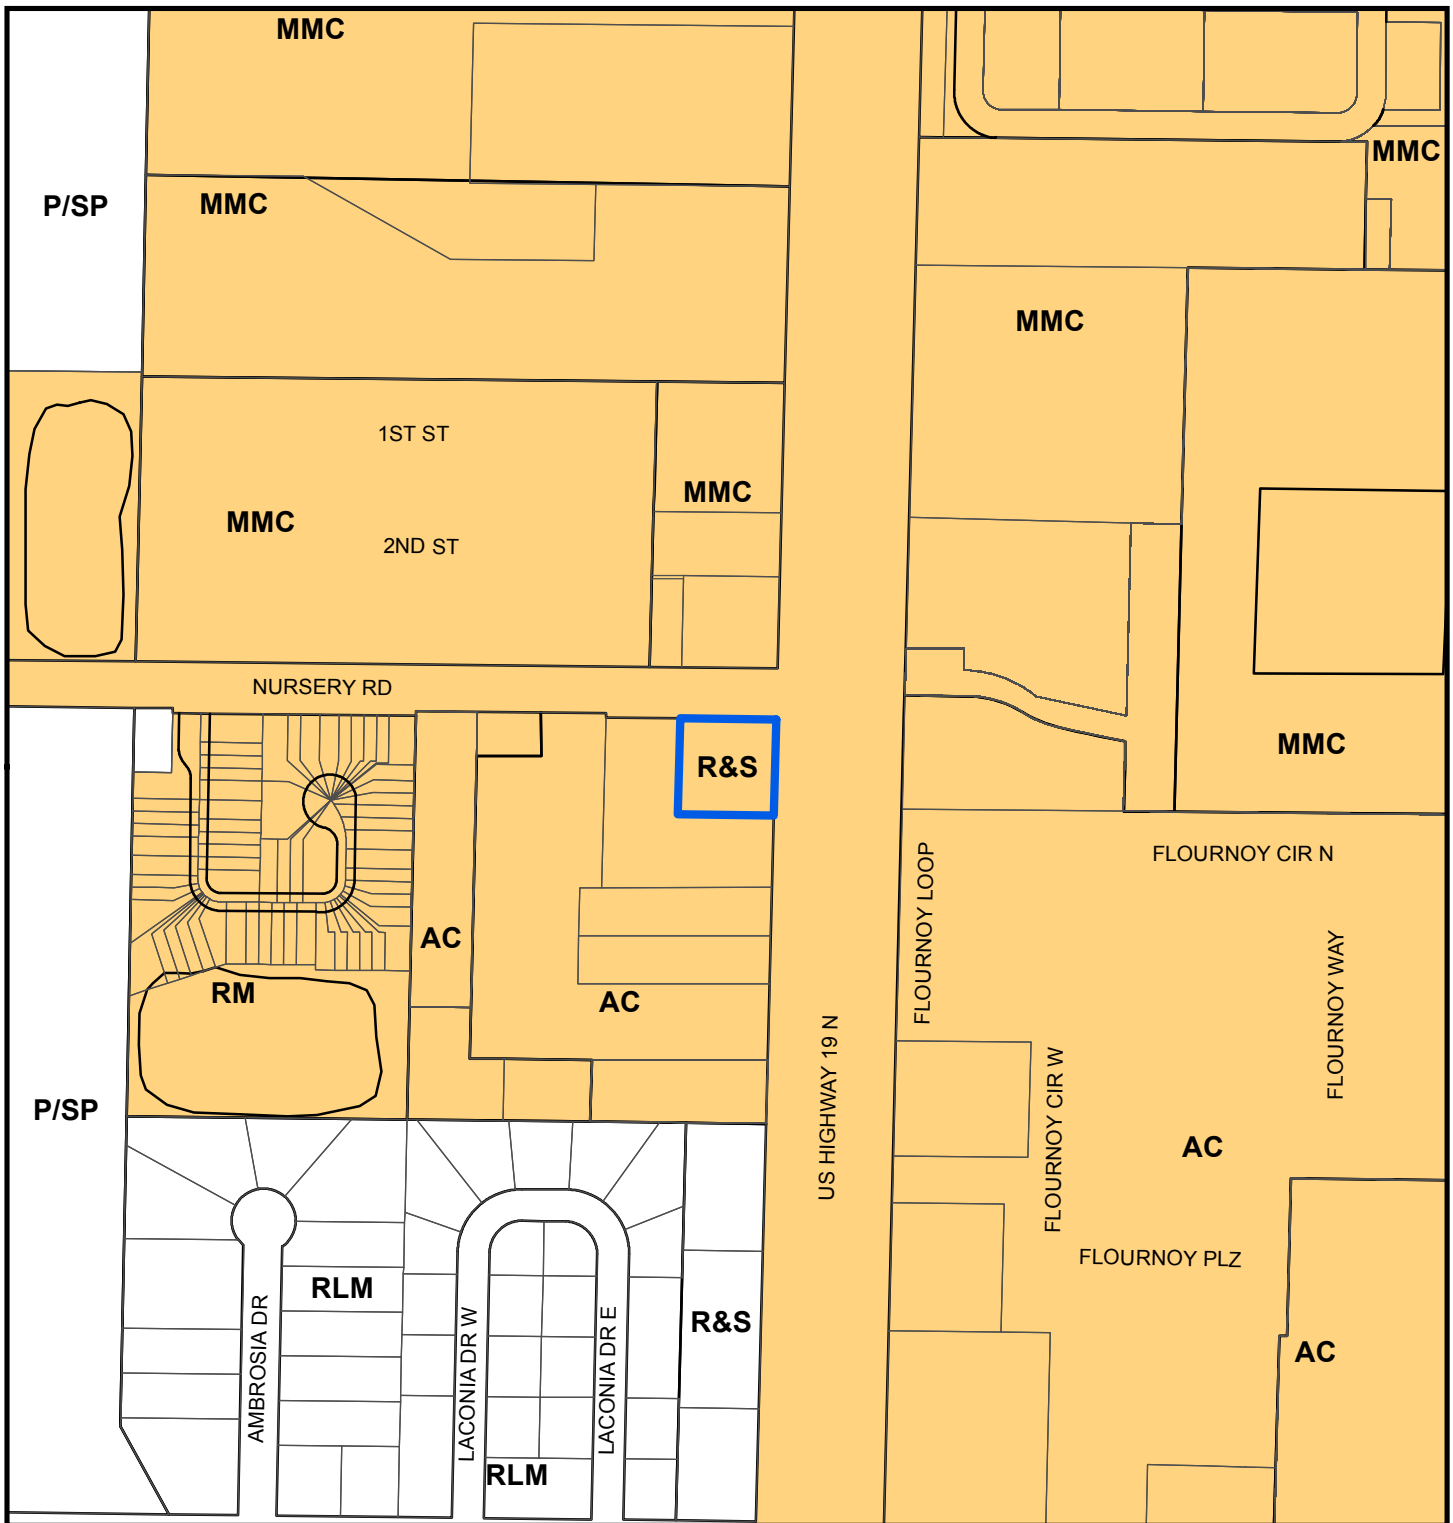 MMC
MMC
P/SP
MMC
MMC
1ST ST
MMC
MMC
2ND ST
NURSERY RD
MMC
R&S
FLOURNOY CIR N
FLOURNOY LOOP
AC
FLOURNOY WAY
RM
AC
US HIGHWAY 19 N
FLOURNOY CIR W
P/SP
AC
FLOURNOY PLZ
RLM
R&S
AC
AMBROSIA DR
LACONIA DR W
LACONIA DR E
RLM